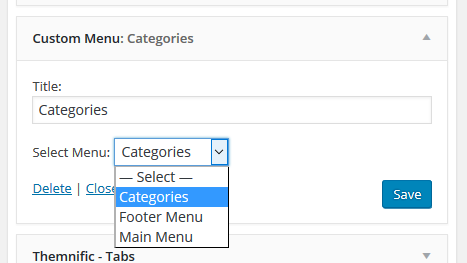 Custom Menu: Categories
Title:
Categories
Select Menu: Categories
— Select —
Categories
Footer Menu
Main Menu
Delete | Close
Save
Themnific - Tabs